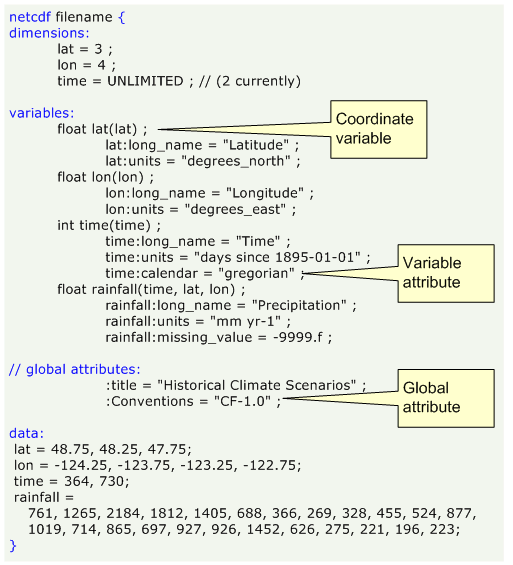 netcdf filename {
dimensions:
lat = 3 ;
lon = 4 ;
time = UNLIMITED ; // (2 currently)
variables:
float lat(lat) ;
Coordinate
variable
lat:long_name = "Latitude" ;
lat:units = "degrees_north" ;
float lon(lon) ;
lon:long_name = "Longitude" ;
lon:units = "degrees_east" ;
int time(time) ;
time:long_name = "Time" ;
time:units = "days since 1895-01-01" ;
time:calendar = "gregorian" ;
Variable
attribute
float rainfall(time, lat, lon) ;
rainfall:long_name = "Precipitation" ;
rainfall:units = "mm yr-1" ;
rainfall:missing_value = -9999.f ;
// global attributes:
:title = "Historical Climate Scenarios" ;
:Conventions = "CF-1.0" ;
Global
attribute
data:
lat = 48.75, 48.25, 47.75;
lon = -124.25, -123.75, -123.25, -122.75;
time = 364, 730;
rainfall =
761, 1265, 2184, 1812, 1405, 688, 366, 269, 328, 455, 524, 877,
1019, 714, 865, 697, 927, 926, 1452, 626, 275, 221, 196, 223;
}